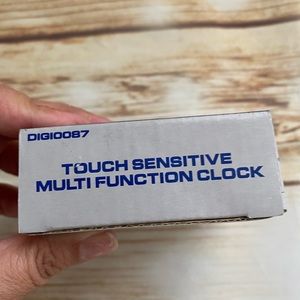 DIGI0087
TOUCH SENSITIVE
MULTI FUNCTION CLOCK